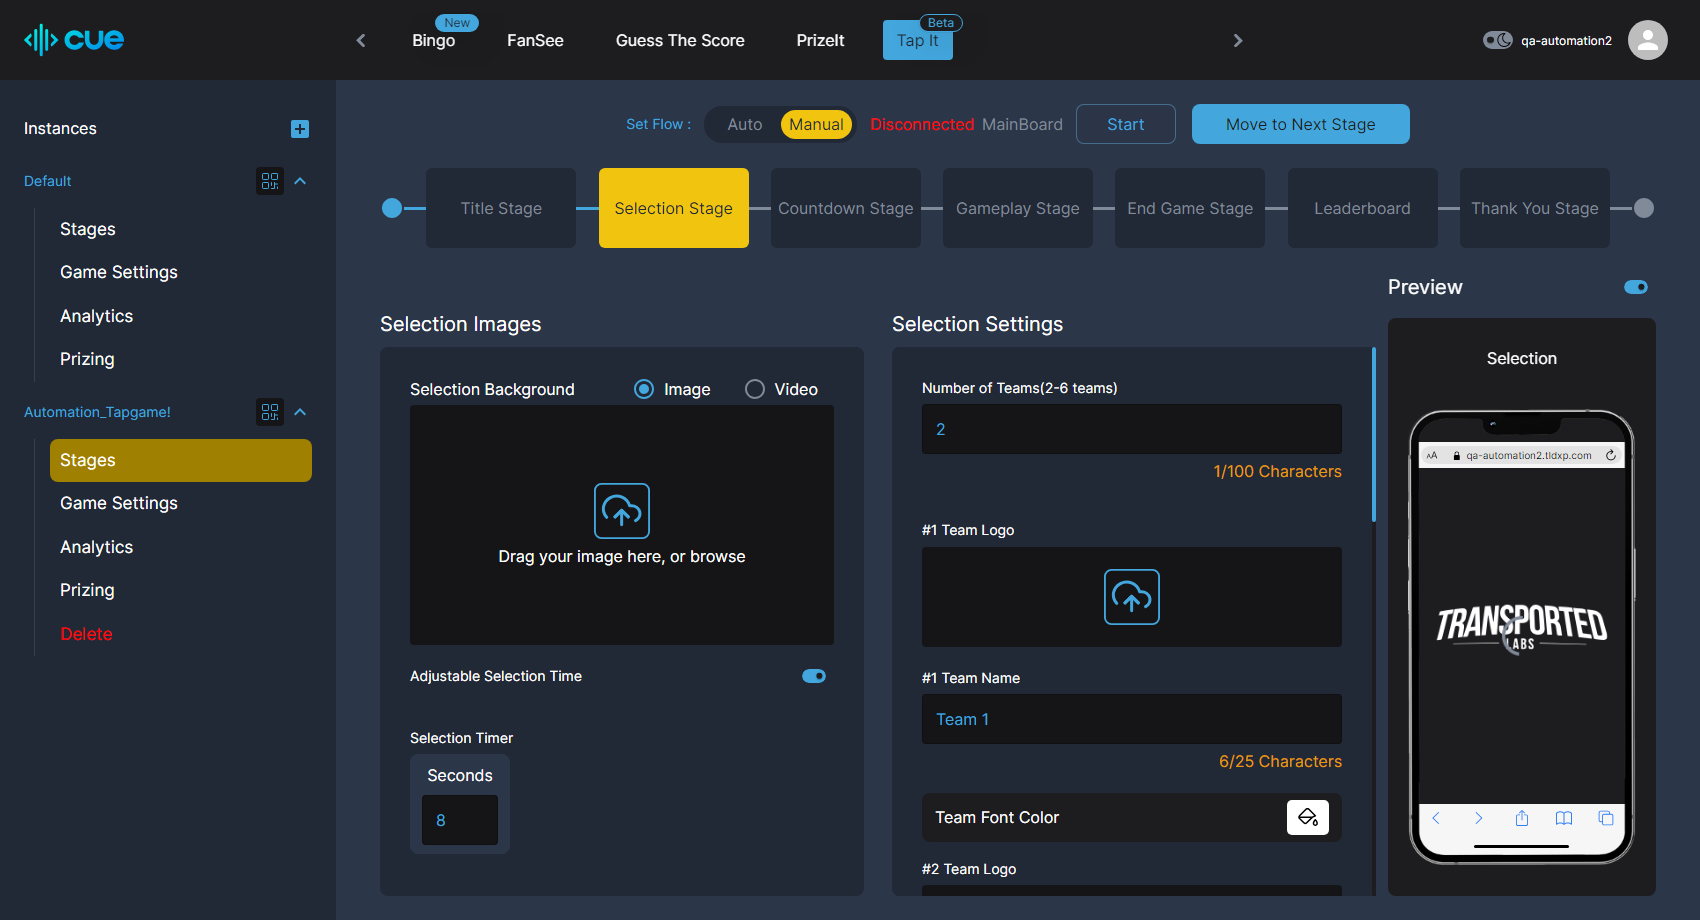 cue
New
Bingo
FanSee
Guess The Score
PrizeIt
Beta
Tap It
qa-automation2
Instances
Default
Stages
Game Settings
Analytics
Prizing
Automation_Tapgame!
Stages
Game Settings
Analytics
Prizing
Delete
Set Flow :
Auto
Manual
Disconnected MainBoard
Start
Move to Next Stage
Title Stage
Selection Stage
Countdown Stage
Gameplay Stage
End Game Stage
Leaderboard
Thank You Stage
Selection Images
Selection Background
Image
Video
Drag your image here, or browse
Adjustable Selection Time
Selection Timer
Seconds
8
Selection Settings
Number of Teams(2-6 teams)
2
1/100 Characters
#1 Team Logo
#1 Team Name
Team 1
6/25 Characters
Team Font Color
#2 Team Logo
Preview
Selection
AA
qa-automation2.tldxp.com
TRANSPORTED
LABS